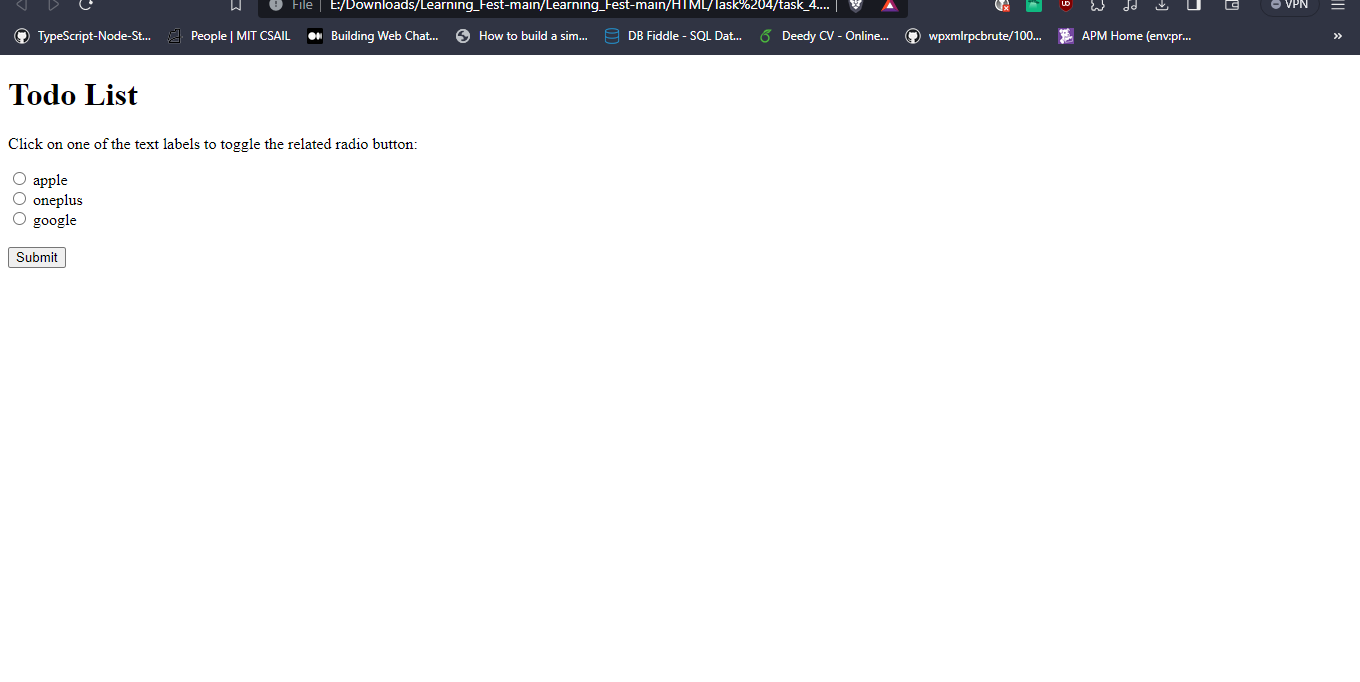 File | E:/Downloads/Learning_Fest-main/Learning_Fest-main/HTML/Task%204/task_4.... VPN
TypeScript-Node-St... People | MIT CSAIL Building Web Chat... How to build a sim... DB Fiddle - SQL Dat... Deedy CV - Online... wpxmlrpcbrute/100... APM Home (env:pr... »
Todo List
Click on one of the text labels to toggle the related radio button:
apple
oneplus
google
Submit